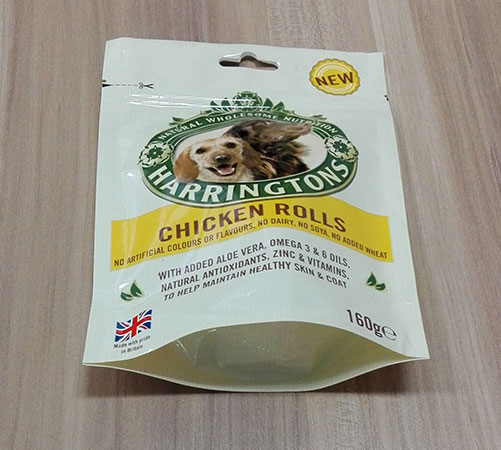 NEW
NATURAL WHOLESOME NUTRITION
HARRINGTONS
CHICKEN ROLLS
NO ARTIFICIAL COLOURS OR FLAVOURS, NO DAIRY, NO SOYA, NO ADDED WHEAT
WITH ADDED ALOE VERA, OMEGA 3 & 6 OILS,
NATURAL ANTIOXIDANTS, ZINC & VITAMINS,
TO HELP MAINTAIN HEALTHY SKIN & COAT
160g℮
Made with pride
in Britain